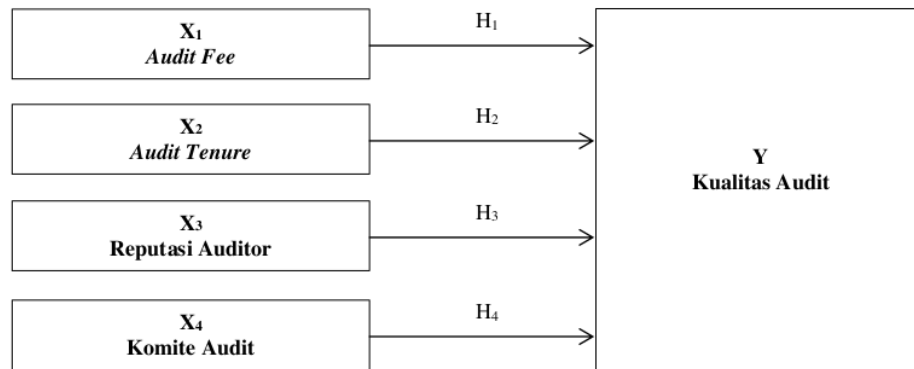 X₁
Audit Fee
H₁
X₂
Audit Tenure
H₂
Y
Kualitas Audit
X₃
Reputasi Auditor
H₃
X₄
Komite Audit
H₄